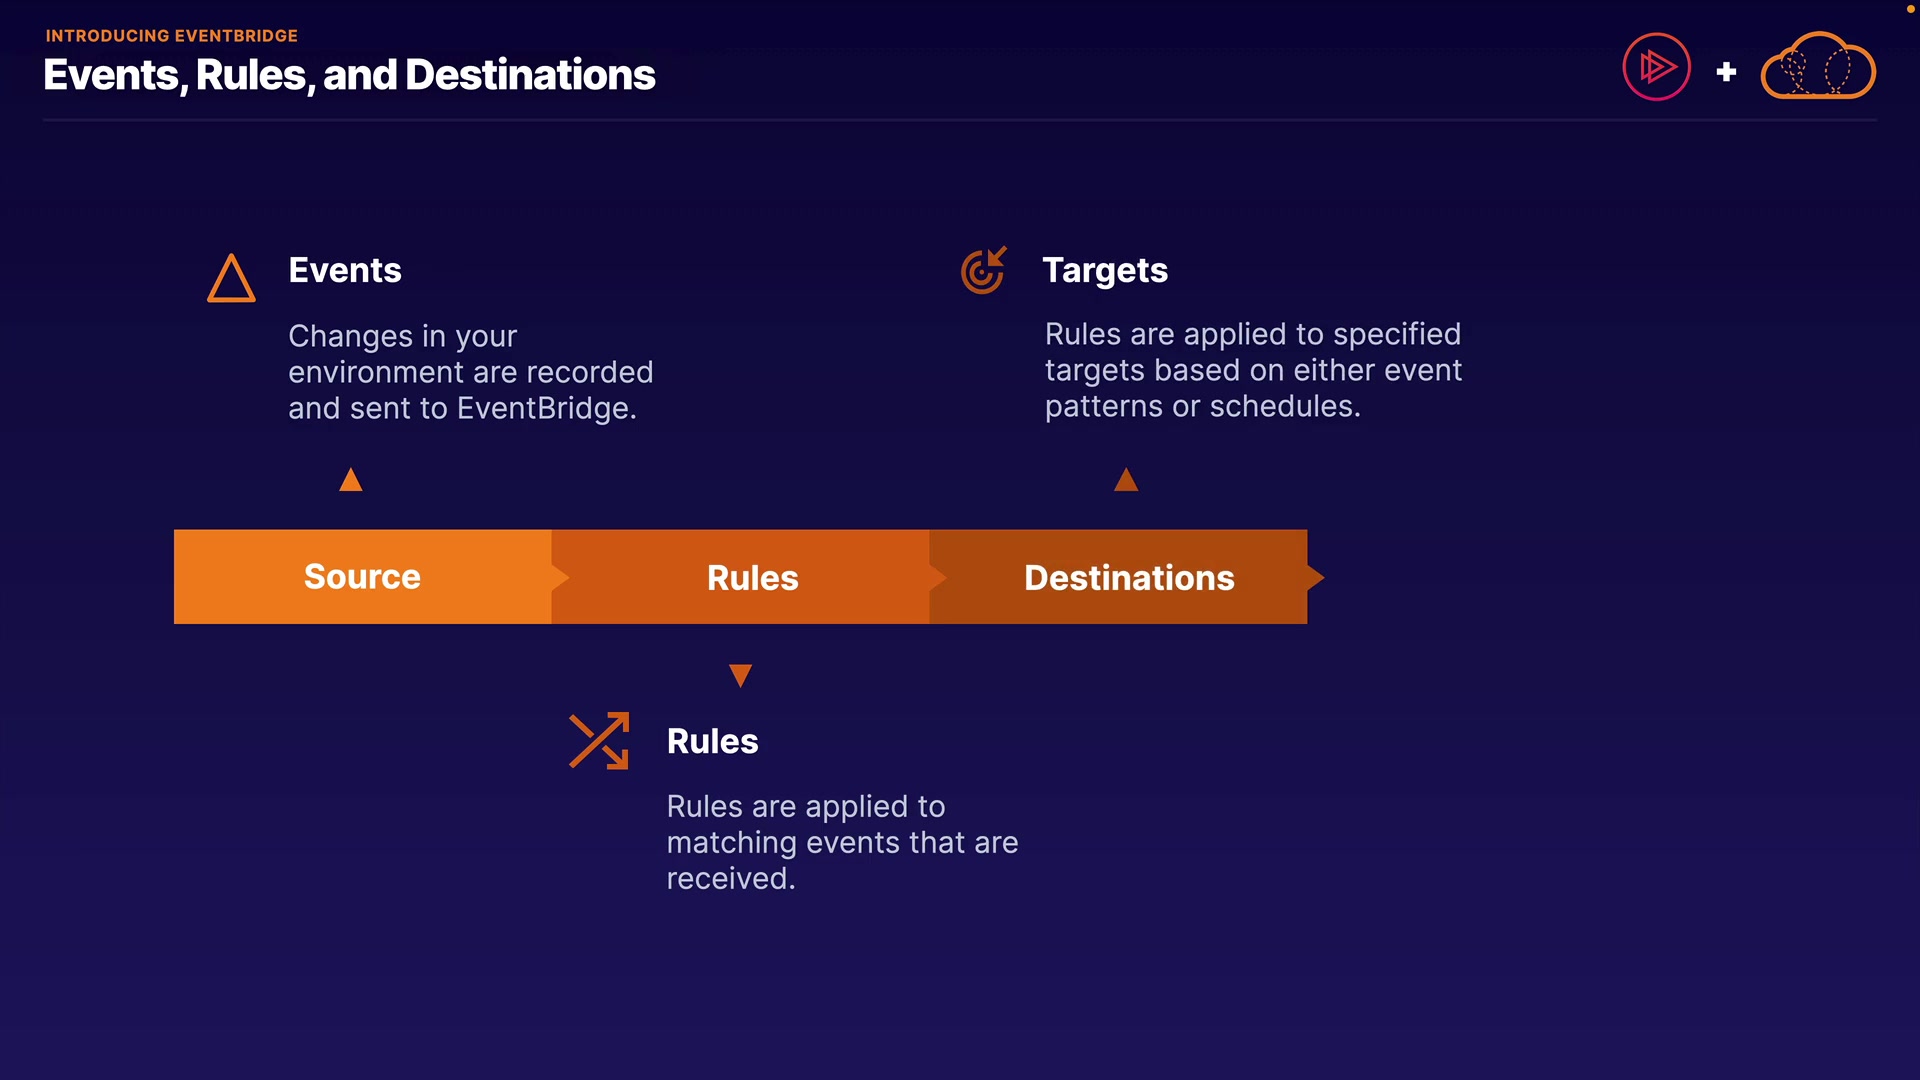 INTRODUCING EVENTBRIDGE
Events, Rules, and Destinations
Events
Changes in your
environment are recorded
and sent to EventBridge.
Targets
Rules are applied to specified
targets based on either event
patterns or schedules.
Source
Rules
Destinations
Rules
Rules are applied to
matching events that are
received.